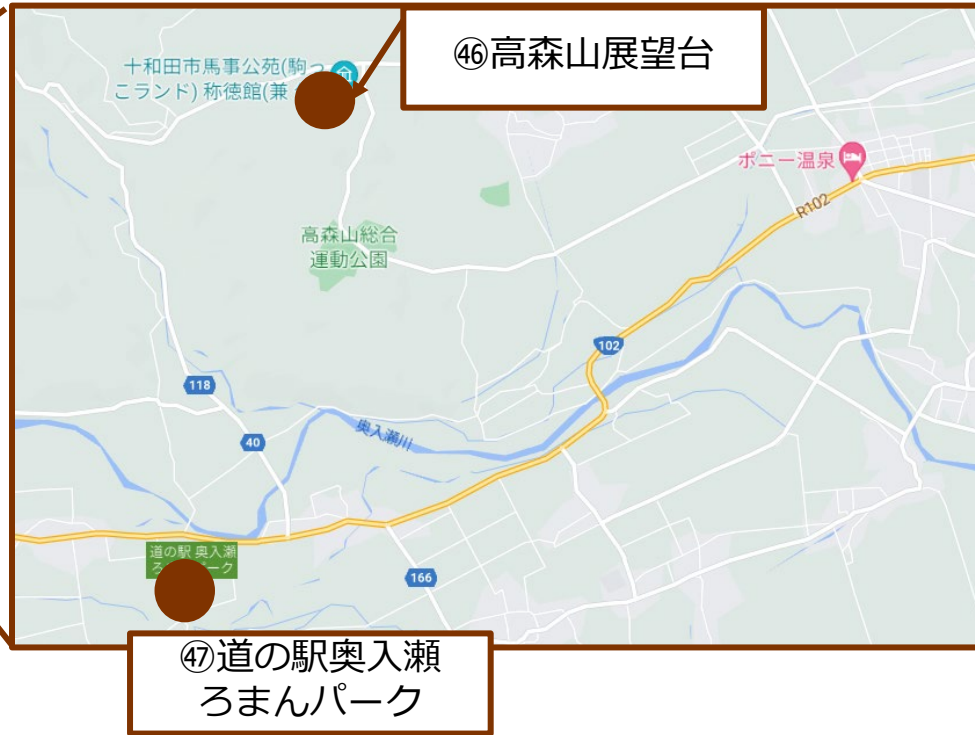 ㊻高森山展望台
十和田市馬事公苑(駒っ
こランド) 称徳館(兼
ポニー温泉
R102
高森山総合
運動公園
102
118
40
奥入瀬川
道の駅 奥入瀬
166
㊼道の駅奥入瀬
ろまんパーク